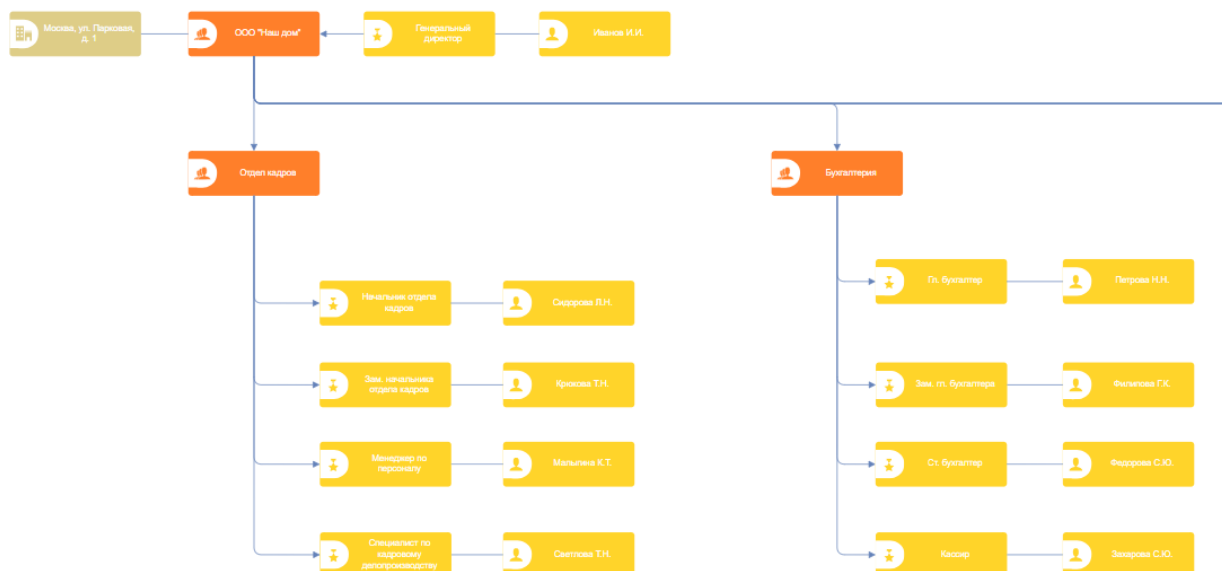 Москва, ул. Парковая,
д. 1
ООО "Наш дом"
Генеральный
директор
Иванов И.И.
Отдел кадров
Бухгалтерия
Начальник отдела
кадров
Сидорова Л.Н.
Гл. бухгалтер
Петрова Н.Н.
Зам. начальника
отдела кадров
Крюкова Т.Н.
Зам. гл. бухгалтера
Филипова Г.К.
Менеджер по
персоналу
Малыгина К.Т.
Ст. бухгалтер
Федорова С.Ю.
Специалист по
кадровому
делопроизводству
Светлова Т.Н.
Кассир
Захарова С.Ю.